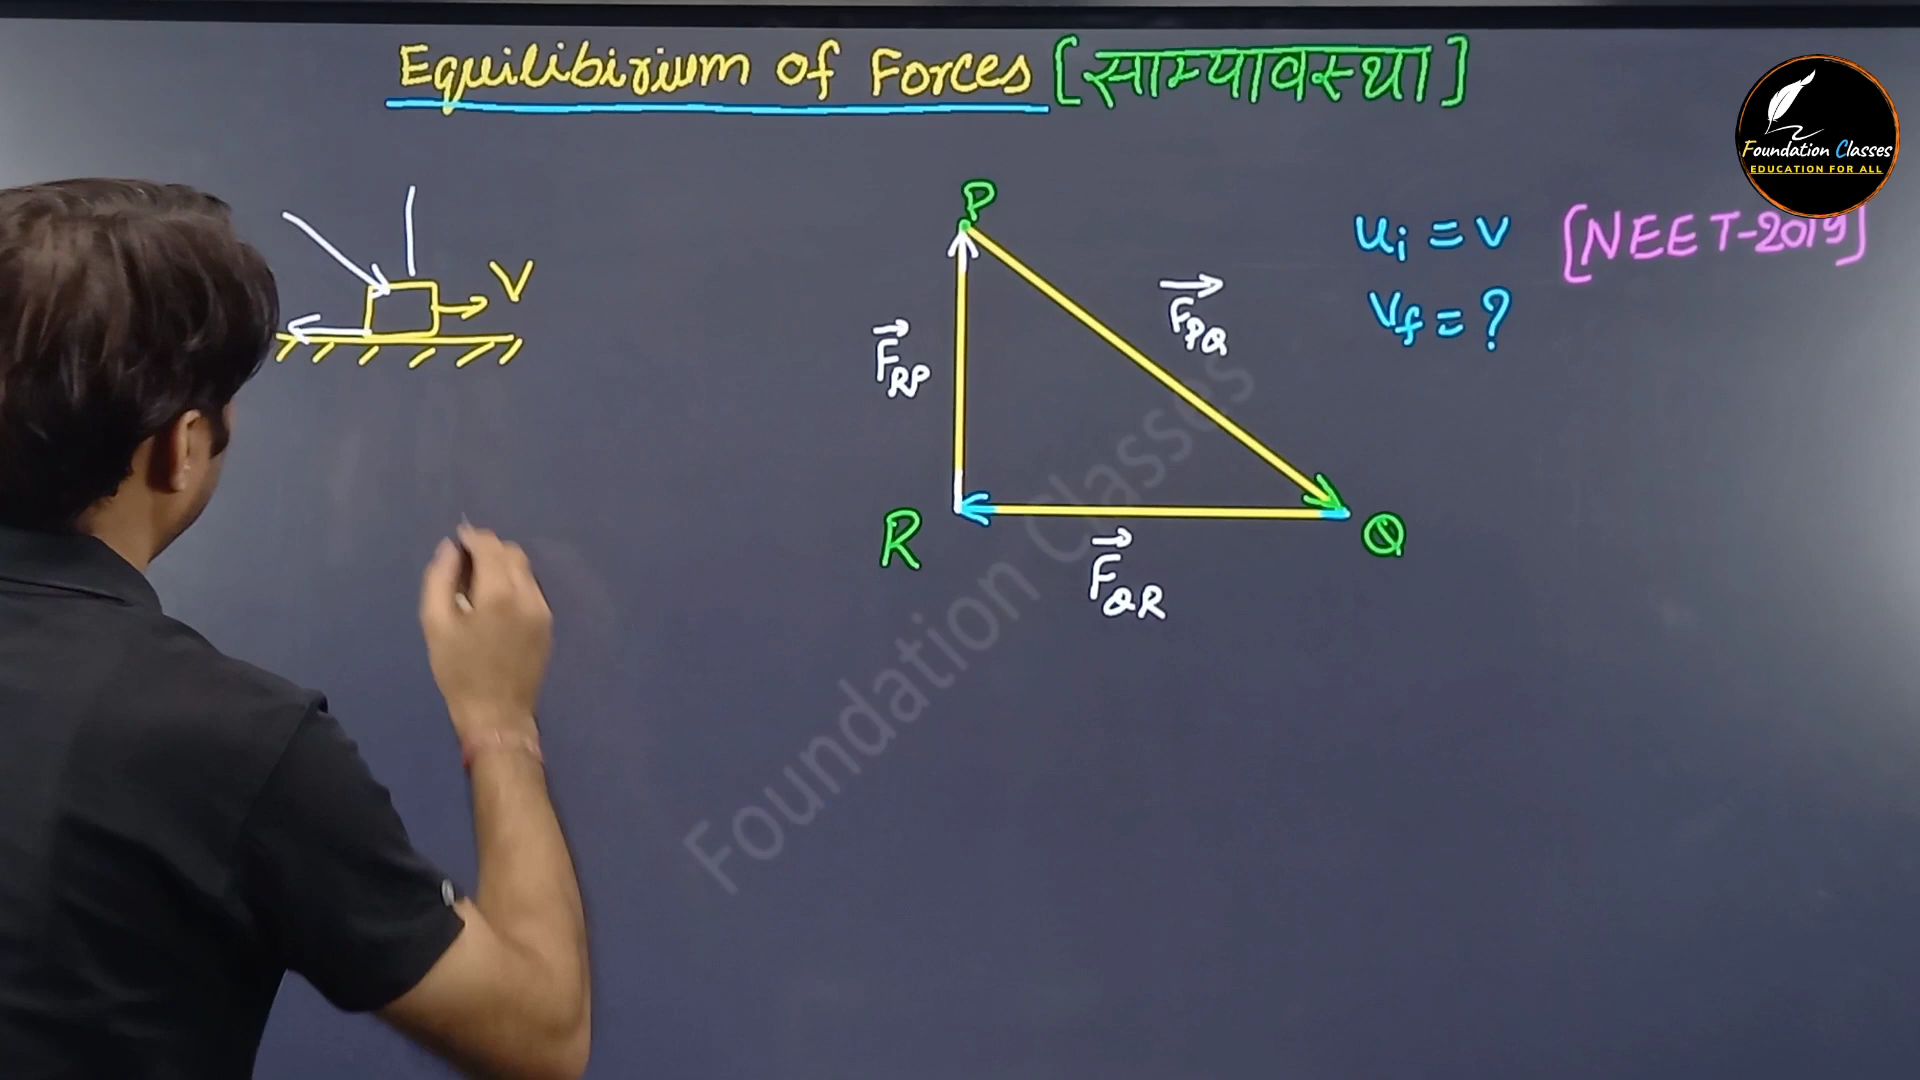 Equilibirium of Forces [साम्यावस्था]
Foundation Classes
EDUCATION FOR ALL
V
P
u_i = v [NEET-2019]
V_f = ?
F_PQ
F_RP
R
Q
F_QR
Foundation Classes